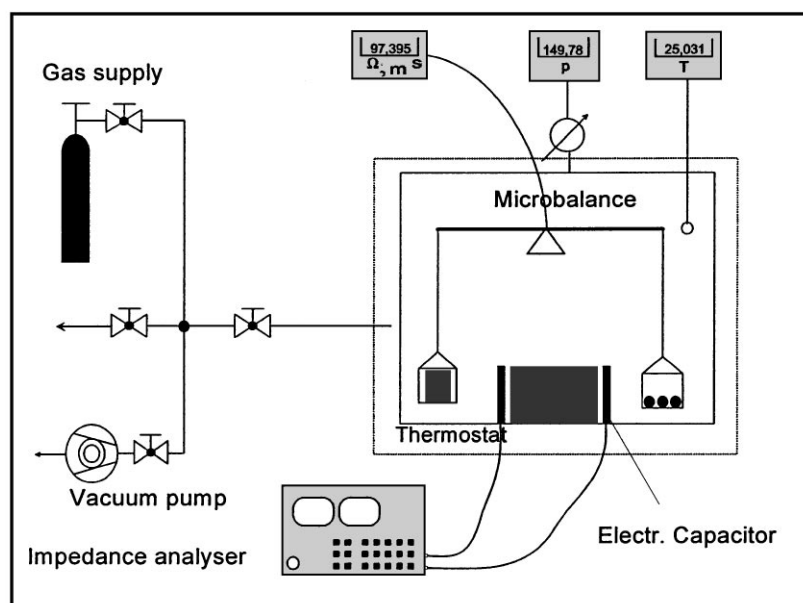 97,395
Ω; m s
149,78
p
25,031
T
Gas supply
Microbalance
Thermostat
Vacuum pump
Electr. Capacitor
Impedance analyser